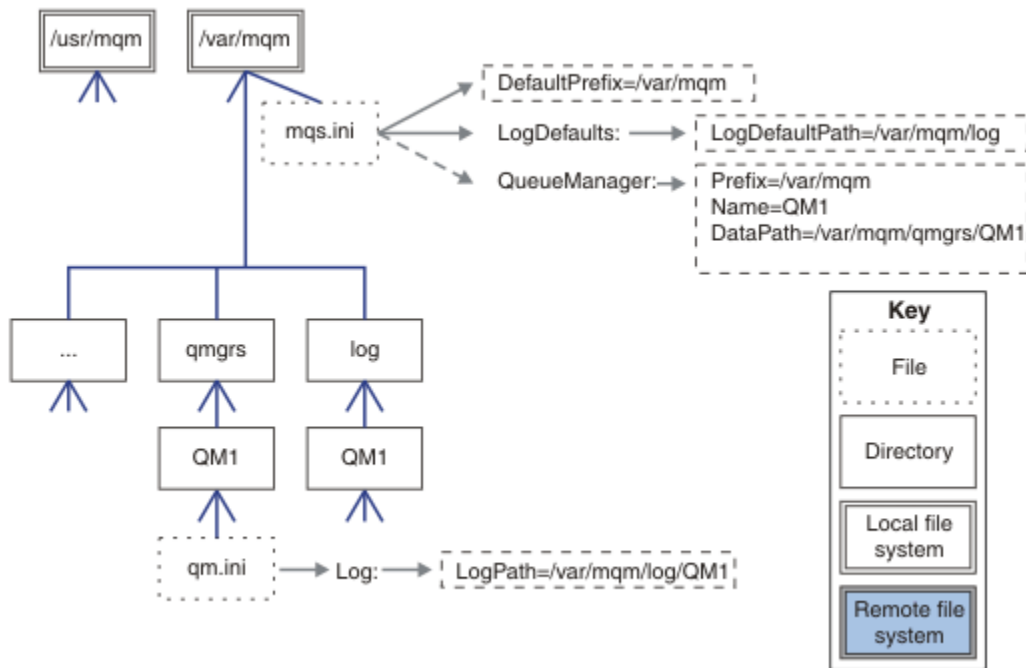 /usr/mqm
/var/mqm
mqs.ini
DefaultPrefix=/var/mqm
LogDefaults:
LogDefaultPath=/var/mqm/log
QueueManager:
Prefix=/var/mqm
Name=QM1
DataPath=/var/mqm/qmgrs/QM1
...
qmgrs
log
QM1
QM1
qm.ini
Log:
LogPath=/var/mqm/log/QM1
Key
File
Directory
Local file
system
Remote file
system